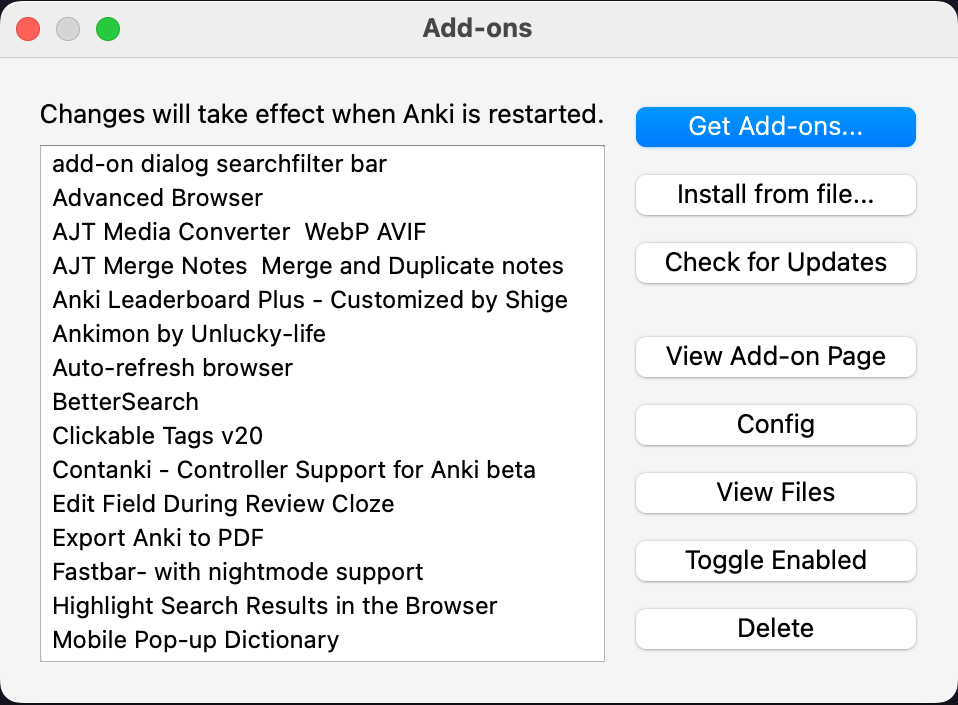 Add-ons
Changes will take effect when Anki is restarted.
add-on dialog searchfilter bar
Advanced Browser
AJT Media Converter  WebP AVIF
AJT Merge Notes  Merge and Duplicate notes
Anki Leaderboard Plus - Customized by Shige
Ankimon by Unlucky-life
Auto-refresh browser
BetterSearch
Clickable Tags v20
Contanki - Controller Support for Anki beta
Edit Field During Review Cloze
Export Anki to PDF
Fastbar- with nightmode support
Highlight Search Results in the Browser
Mobile Pop-up Dictionary
Get Add-ons...
Install from file...
Check for Updates
View Add-on Page
Config
View Files
Toggle Enabled
Delete